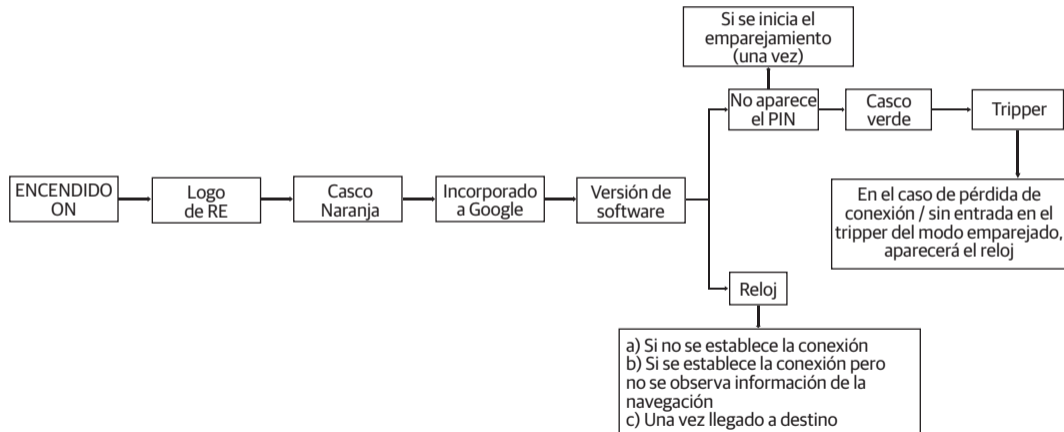 Si se inicia el
emparejamiento
(una vez)
No aparece
el PIN
Casco
verde
Tripper
ENCENDIDO
ON
Logo
de RE
Casco
Naranja
Incorporado
a Google
Versión de
software
En el caso de pérdida de
conexión / sin entrada en el
tripper del modo emparejado,
aparecerá el reloj
Reloj
a) Si no se establece la conexión
b) Si se establece la conexión pero
no se observa información de la
navegación
c) Una vez llegado a destino